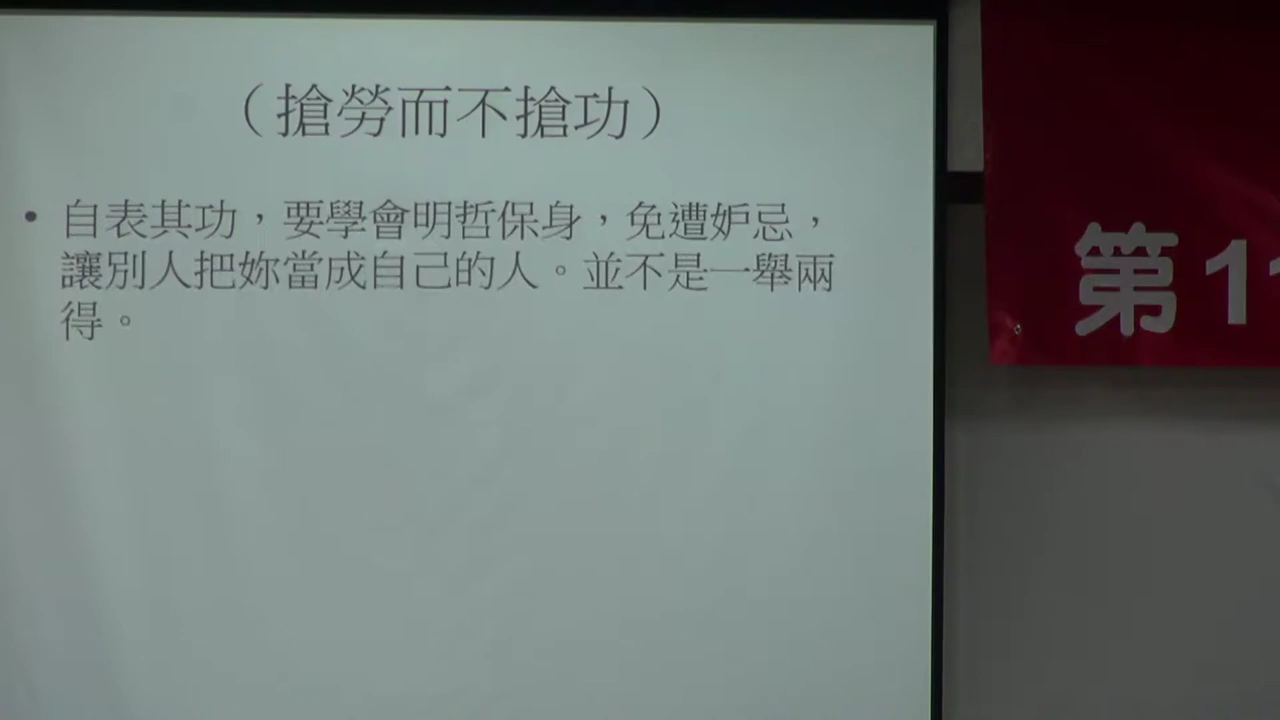 （搶勞而不搶功）
• 自表其功，要學會明哲保身，免遭妒忌，
讓別人把妳當成自己的人。並不是一舉兩
得。
第11